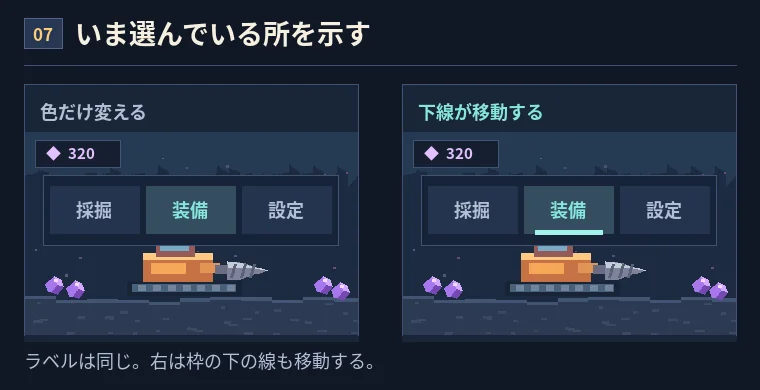 07 いま選んでいる所を示す
色だけ変える
320
採掘 装備 設定
下線が移動する
320
採掘 装備 設定
ラベルは同じ。右は枠の下の線も移動する。